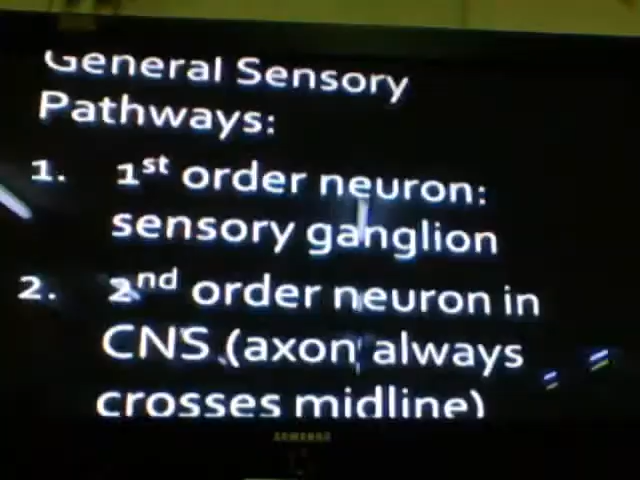 General Sensory
Pathways:
1. 1st order neuron:
sensory ganglion
2. 2nd order neuron in
CNS (axon always
crosses midline)
SAMSUNG